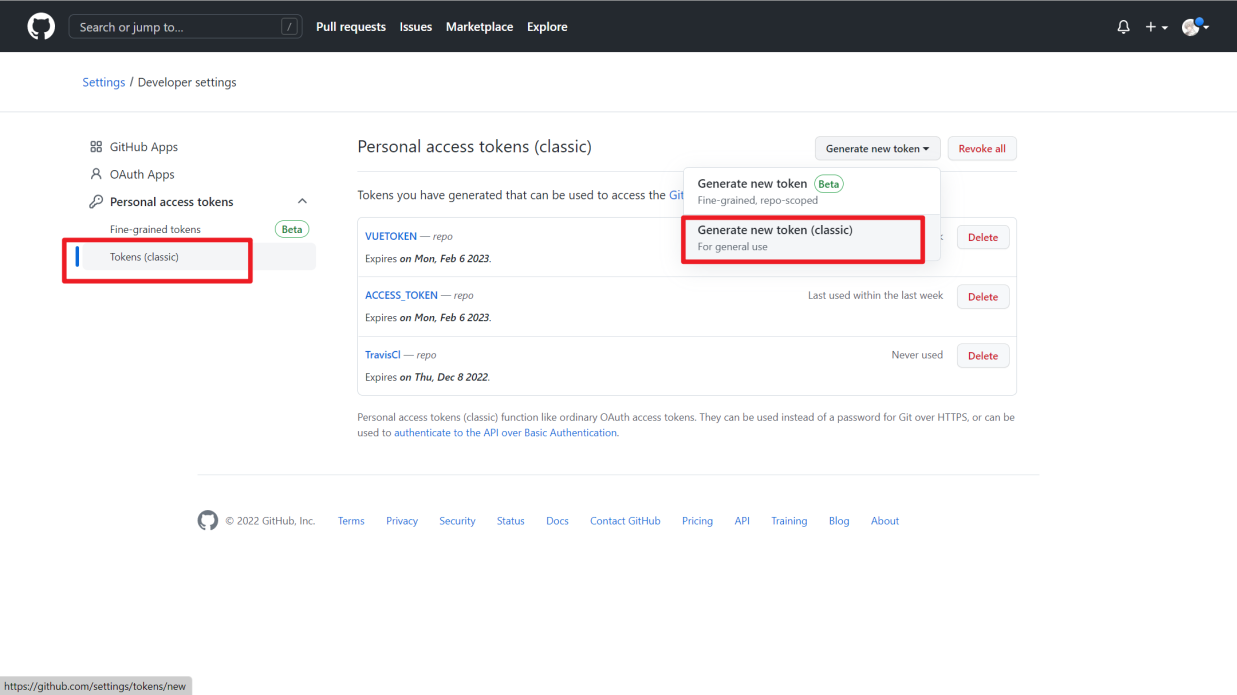 Search or jump to... /
Pull requests Issues Marketplace Explore
Settings / Developer settings
GitHub Apps
OAuth Apps
Personal access tokens
Fine-grained tokens Beta
Tokens (classic)
Personal access tokens (classic)
Generate new token Revoke all
Generate new token Beta
Fine-grained, repo-scoped
Generate new token (classic)
For general use
Tokens you have generated that can be used to access the Git
VUETOKEN — repo
Delete
Expires on Mon, Feb 6 2023.
ACCESS_TOKEN — repo Last used within the last week Delete
Expires on Mon, Feb 6 2023.
TravisCI — repo Never used Delete
Expires on Thu, Dec 8 2022.
Personal access tokens (classic) function like ordinary OAuth access tokens. They can be used instead of a password for Git over HTTPS, or can be
used to authenticate to the API over Basic Authentication.
© 2022 GitHub, Inc. Terms Privacy Security Status Docs Contact GitHub Pricing API Training Blog About
https://github.com/settings/tokens/new